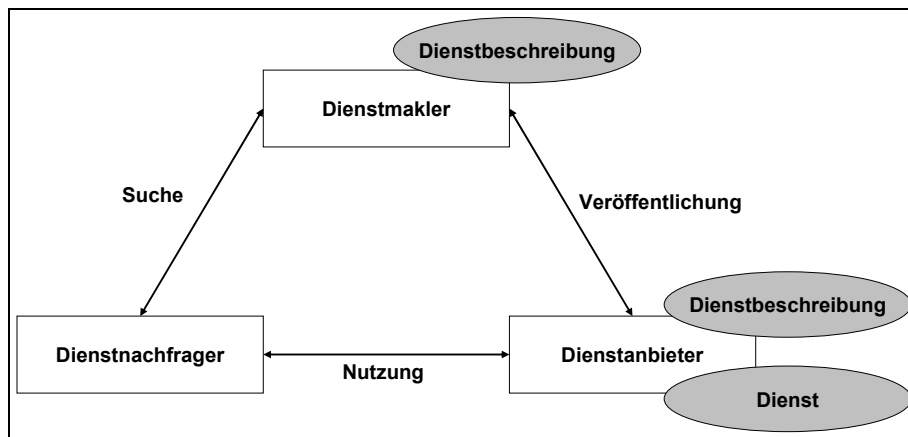 Dienstbeschreibung
Dienstmakler
Suche
Veröffentlichung
Dienstbeschreibung
Dienstnachfrager
Dienstanbieter
Nutzung
Dienst